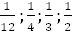 1/12 ; 1/4 ; 1/3 ; 1/2